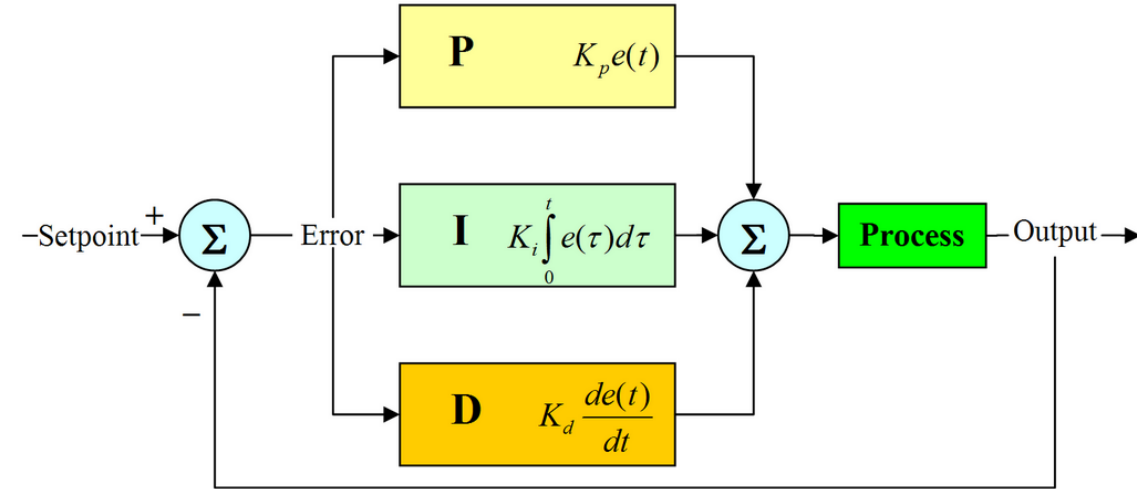 P K_p e(t)
+
–Setpoint Σ Error I K_i ∫_0^t e(τ)dτ Σ Process Output
–
D K_d de(t)/dt